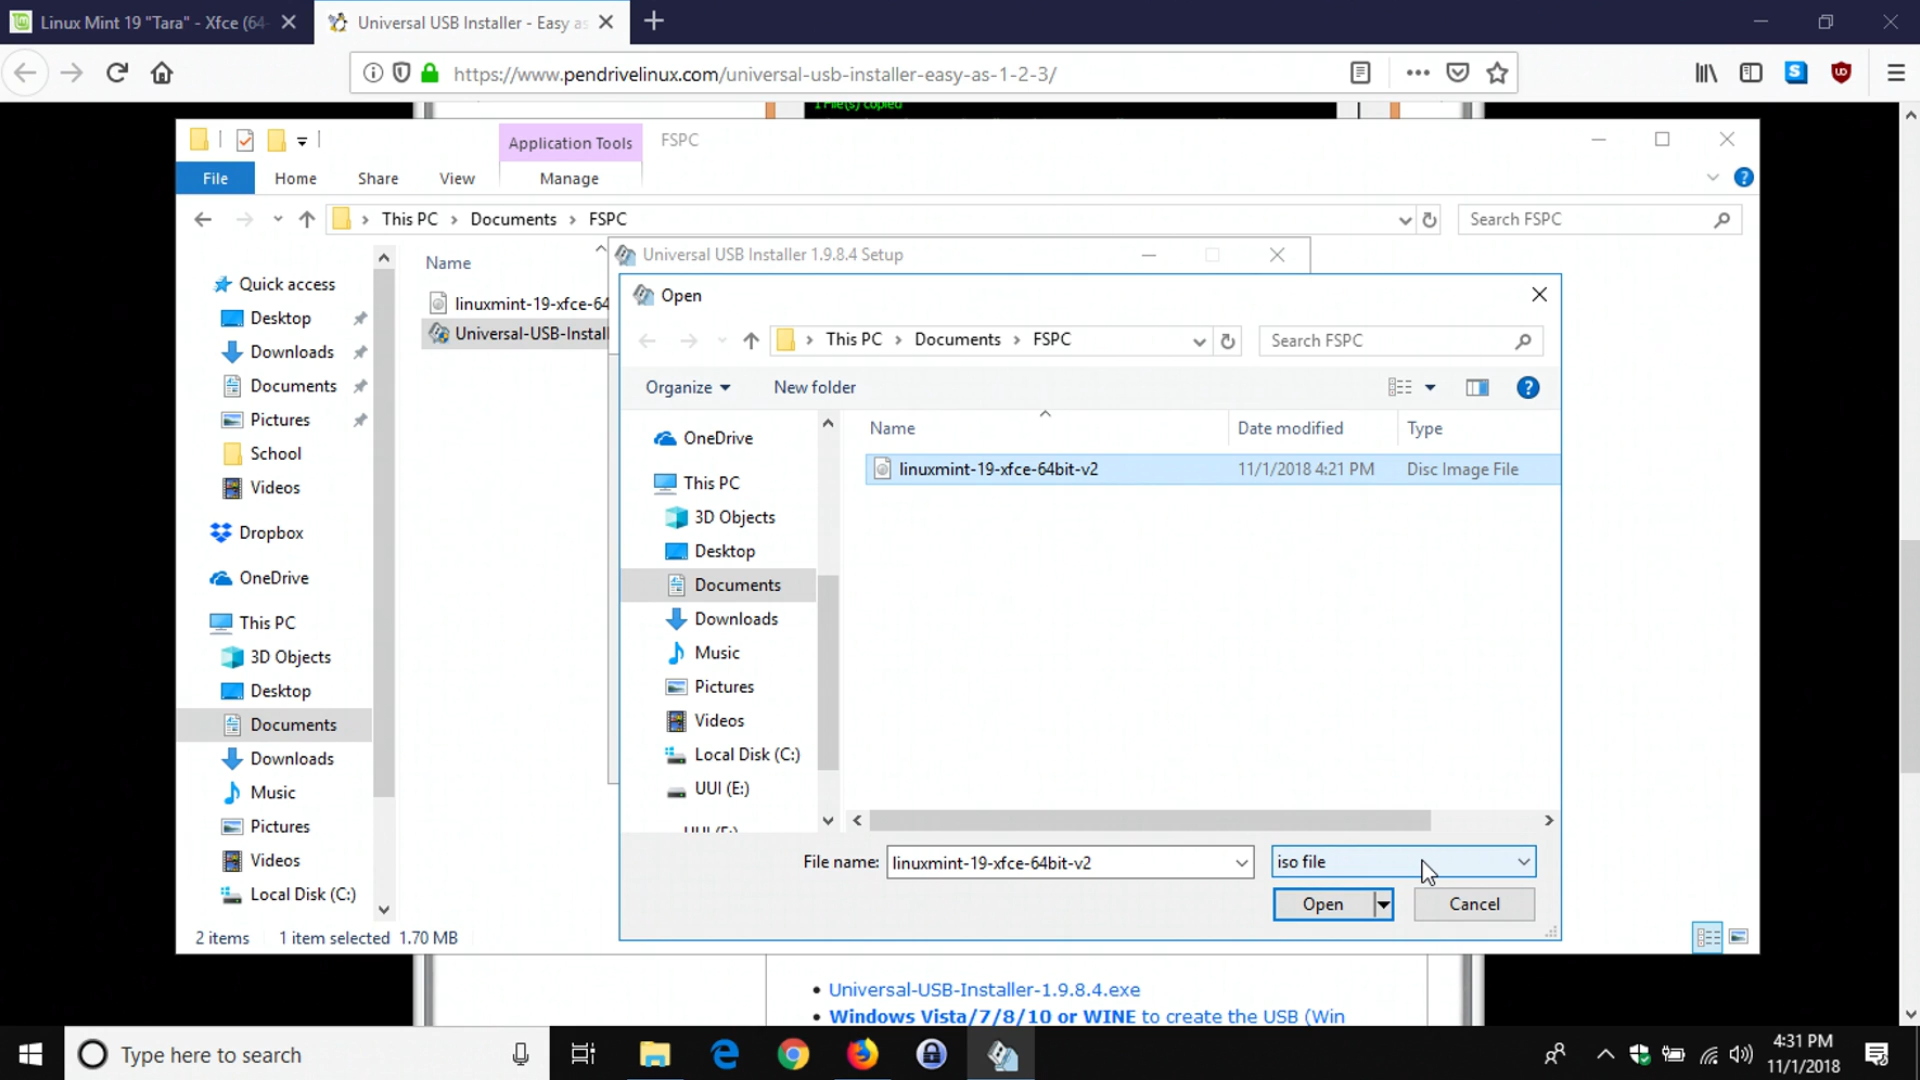 Linux Mint 19 "Tara" - Xfce (64-
Universal USB Installer - Easy as
https://www.pendrivelinux.com/universal-usb-installer-easy-as-1-2-3/
1 File(s) copied
Application Tools
FSPC
File
Home
Share
View
Manage
This PC
Documents
FSPC
Search FSPC
Quick access
Desktop
Downloads
Documents
Pictures
School
Videos
Dropbox
OneDrive
This PC
3D Objects
Desktop
Documents
Downloads
Music
Pictures
Videos
Local Disk (C:)
Name
linuxmint-19-xfce-64
Universal-USB-Install
2 items
1 item selected 1.70 MB
Universal USB Installer 1.9.8.4 Setup
Open
This PC
Documents
FSPC
Search FSPC
Organize
New folder
OneDrive
This PC
3D Objects
Desktop
Documents
Downloads
Music
Pictures
Videos
Local Disk (C:)
UUI (E:)
Name
Date modified
Type
linuxmint-19-xfce-64bit-v2
11/1/2018 4:21 PM
Disc Image File
File name:
linuxmint-19-xfce-64bit-v2
iso file
Open
Cancel
Universal-USB-Installer-1.9.8.4.exe
Windows Vista/7/8/10 or WINE to create the USB (Win
Type here to search
4:31 PM
11/1/2018